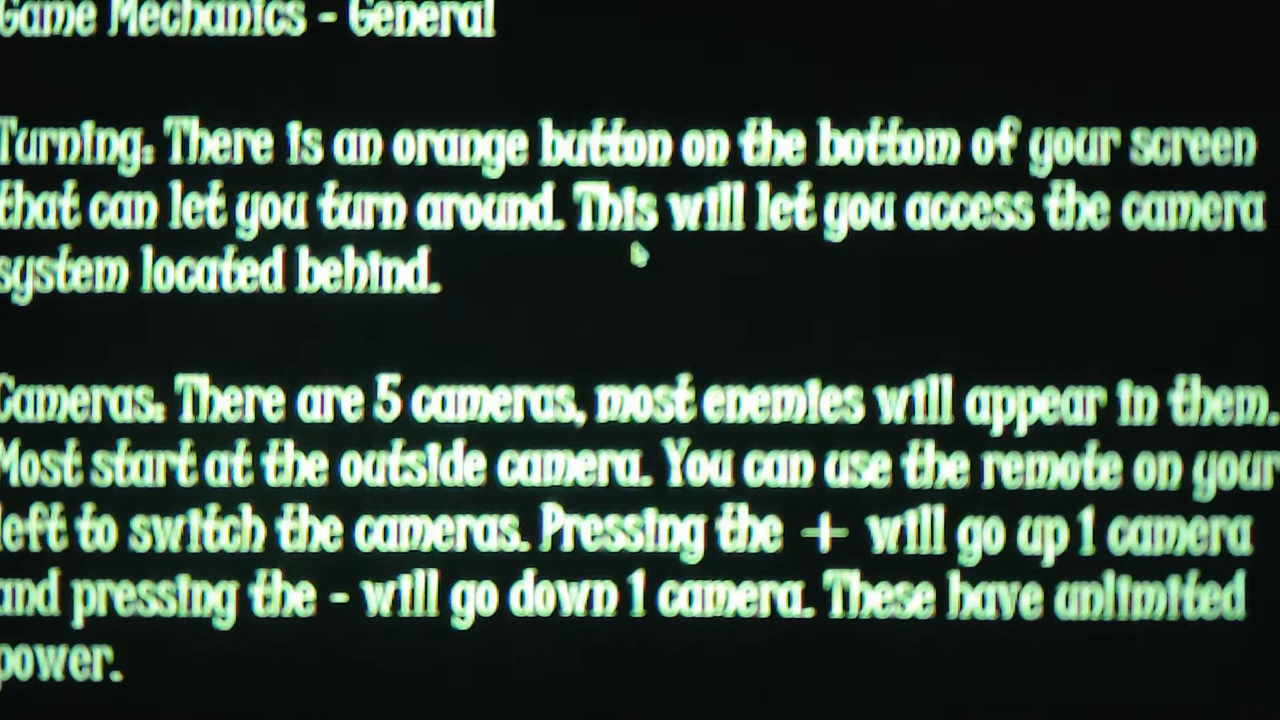 Game Mechanics - General
Turning: There is an orange button on the bottom of your screen
that can let you turn around. This will let you access the camera
system located behind.
Cameras: There are 5 cameras, most enemies will appear in them.
Most start at the outside camera. You can use the remote on your
left to switch the cameras. Pressing the + will go up 1 camera
and pressing the - will go down 1 camera. These have unlimited
power.